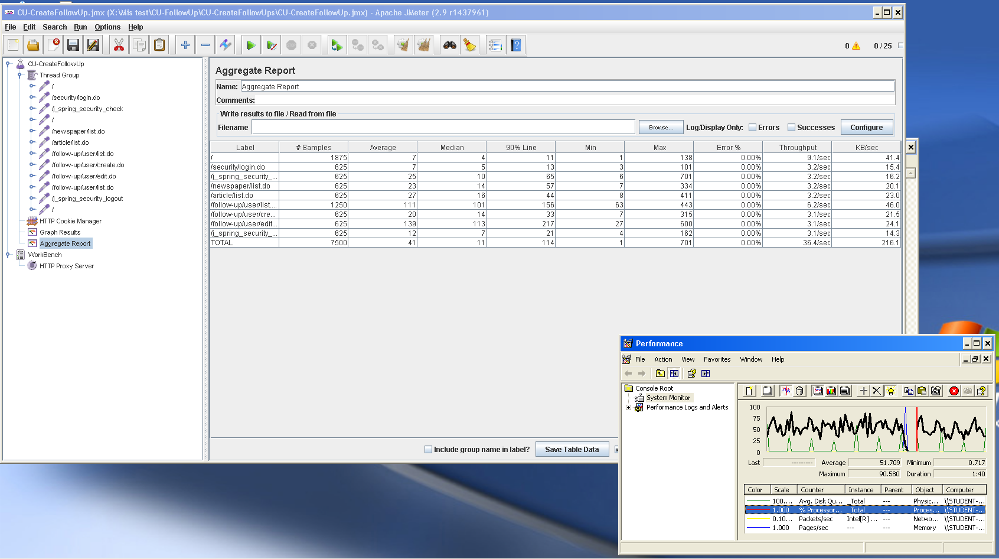 CU-CreateFollowUp.jmx (X:\Mis test\CU-FollowUp\CU-CreateFollowUps\CU-CreateFollowUp.jmx) - Apache JMeter (2.9 r1437961)
File Edit Search Run Options Help
0 0 / 25
CU-CreateFollowUp
Thread Group
/
/security/login.do
/j_spring_security_check
/
/newspaper/list.do
/article/list.do
/follow-up/user/list.do
/follow-up/user/create.do
/follow-up/user/edit.do
/follow-up/user/list.do
/j_spring_security_logout
/
HTTP Cookie Manager
Graph Results
Aggregate Report
WorkBench
HTTP Proxy Server
Aggregate Report
Name: Aggregate Report
Comments:
Write results to file / Read from file
Filename Browse... Log/Display Only: Errors Successes Configure
Label # Samples Average Median 90% Line Min Max Error % Throughput KB/sec
/ 1875 7 4 11 1 138 0.00% 9.1/sec 41.4
/security/login.do 625 7 5 13 3 101 0.00% 3.2/sec 15.4
/j_spring_security_... 625 25 10 65 6 701 0.00% 3.2/sec 16.2
/newspaper/list.do 625 23 14 57 7 334 0.00% 3.2/sec 20.1
/article/list.do 625 27 16 44 8 411 0.00% 3.2/sec 23.0
/follow-up/user/list.... 1250 111 101 156 63 443 0.00% 6.2/sec 46.0
/follow-up/user/cre... 625 20 14 33 7 315 0.00% 3.1/sec 21.5
/follow-up/user/edit... 625 139 113 217 27 600 0.00% 3.1/sec 24.1
/j_spring_security_... 625 12 7 21 4 162 0.00% 3.1/sec 14.3
TOTAL 7500 41 11 114 1 701 0.00% 36.4/sec 216.1
Include group name in label? Save Table Data
Performance
File Action View Favorites Window Help
Console Root
System Monitor
Performance Logs and Alerts
100
75
50
25
0
Last --------- Average 51.709 Minimum 0.717
Maximum 90.580 Duration 1:40
Color Scale Counter Instance Parent Object Computer
100.... Avg. Disk Qu... _Total --- Physic... \\STUDENT-...
1.000 % Processor... _Total --- Proces... \\STUDENT-...
0.10... Packets/sec Intel[R] ... --- Netwo... \\STUDENT-...
1.000 Pages/sec --- --- Memory \\STUDENT-...